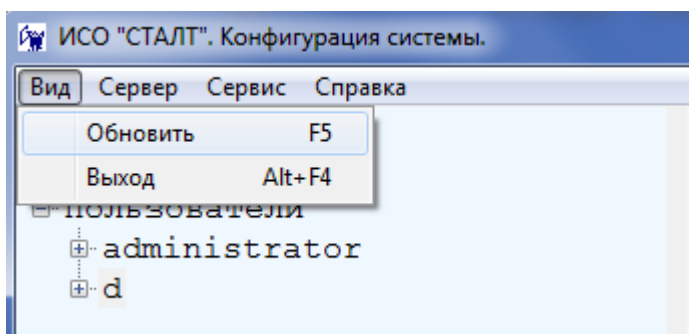 ИСО "СТАЛТ". Конфигурация системы.
Вид Сервер Сервис Справка
Обновить F5
Выход Alt+F4
пользователи
administrator
d